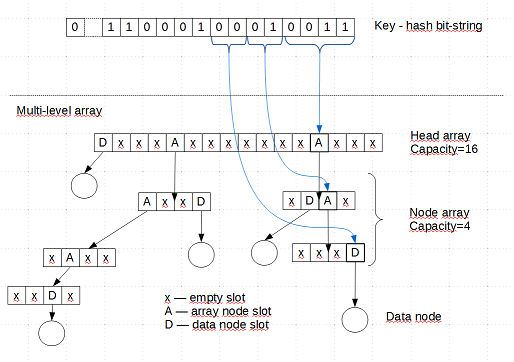 0 1 1 0 0 0 1 0 0 0 1 0 0 1 1
Key - hash bit-string
Multi-level array
D x x x A x x x x x x x A x x x
Head array
Capacity=16
A x x D
x D A x
Node array
Capacity=4
x A x x
x x x D
x x D x
x — empty slot
A — array node slot
D — data node slot
Data node